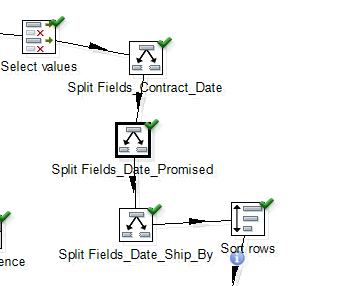 Select values
Split Fields_Contract_Date
Split Fields_Date_Promised
Split Fields_Date_Ship_By
Sort rows
ence